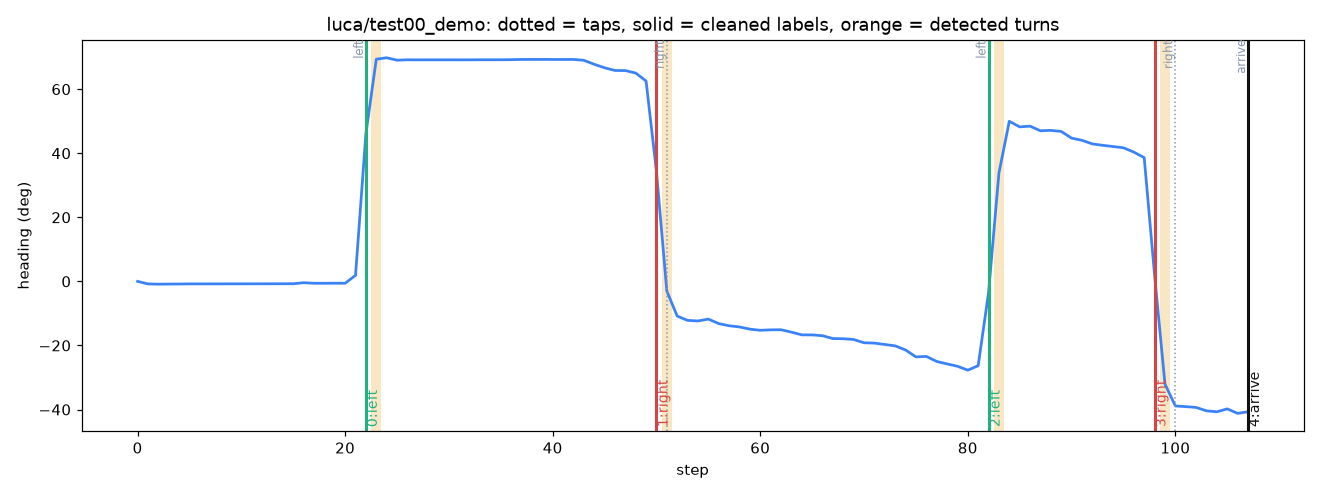 luca/test00_demo: dotted = taps, solid = cleaned labels, orange = detected turns
heading (deg)
60
40
20
0
−20
−40
left
right
left
right
arrive
0:left
1:right
2:left
3:right
4:arrive
0
20
40
60
80
100
step